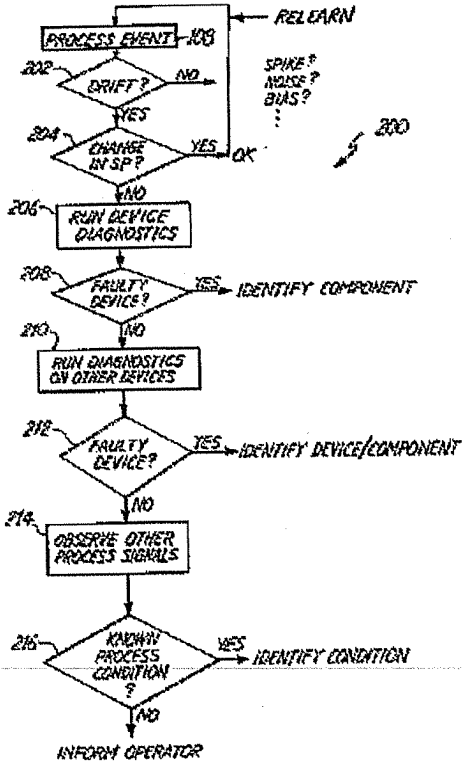 RELEARN
PROCESS EVENT
108
202
DRIFT?
NO
SPIKE?
NOISE?
BIAS?
YES
200
204
CHANGE
IN SP?
YES
OK
NO
206
RUN DEVICE
DIAGNOSTICS
208
FAULTY
DEVICE?
YES
IDENTIFY COMPONENT
NO
210
RUN DIAGNOSTICS
ON OTHER DEVICES
212
FAULTY
DEVICE?
YES
IDENTIFY DEVICE/COMPONENT
NO
214
OBSERVE OTHER
PROCESS SIGNALS
216
KNOWN
PROCESS
CONDITION
?
YES
IDENTIFY CONDITION
NO
INFORM OPERATOR